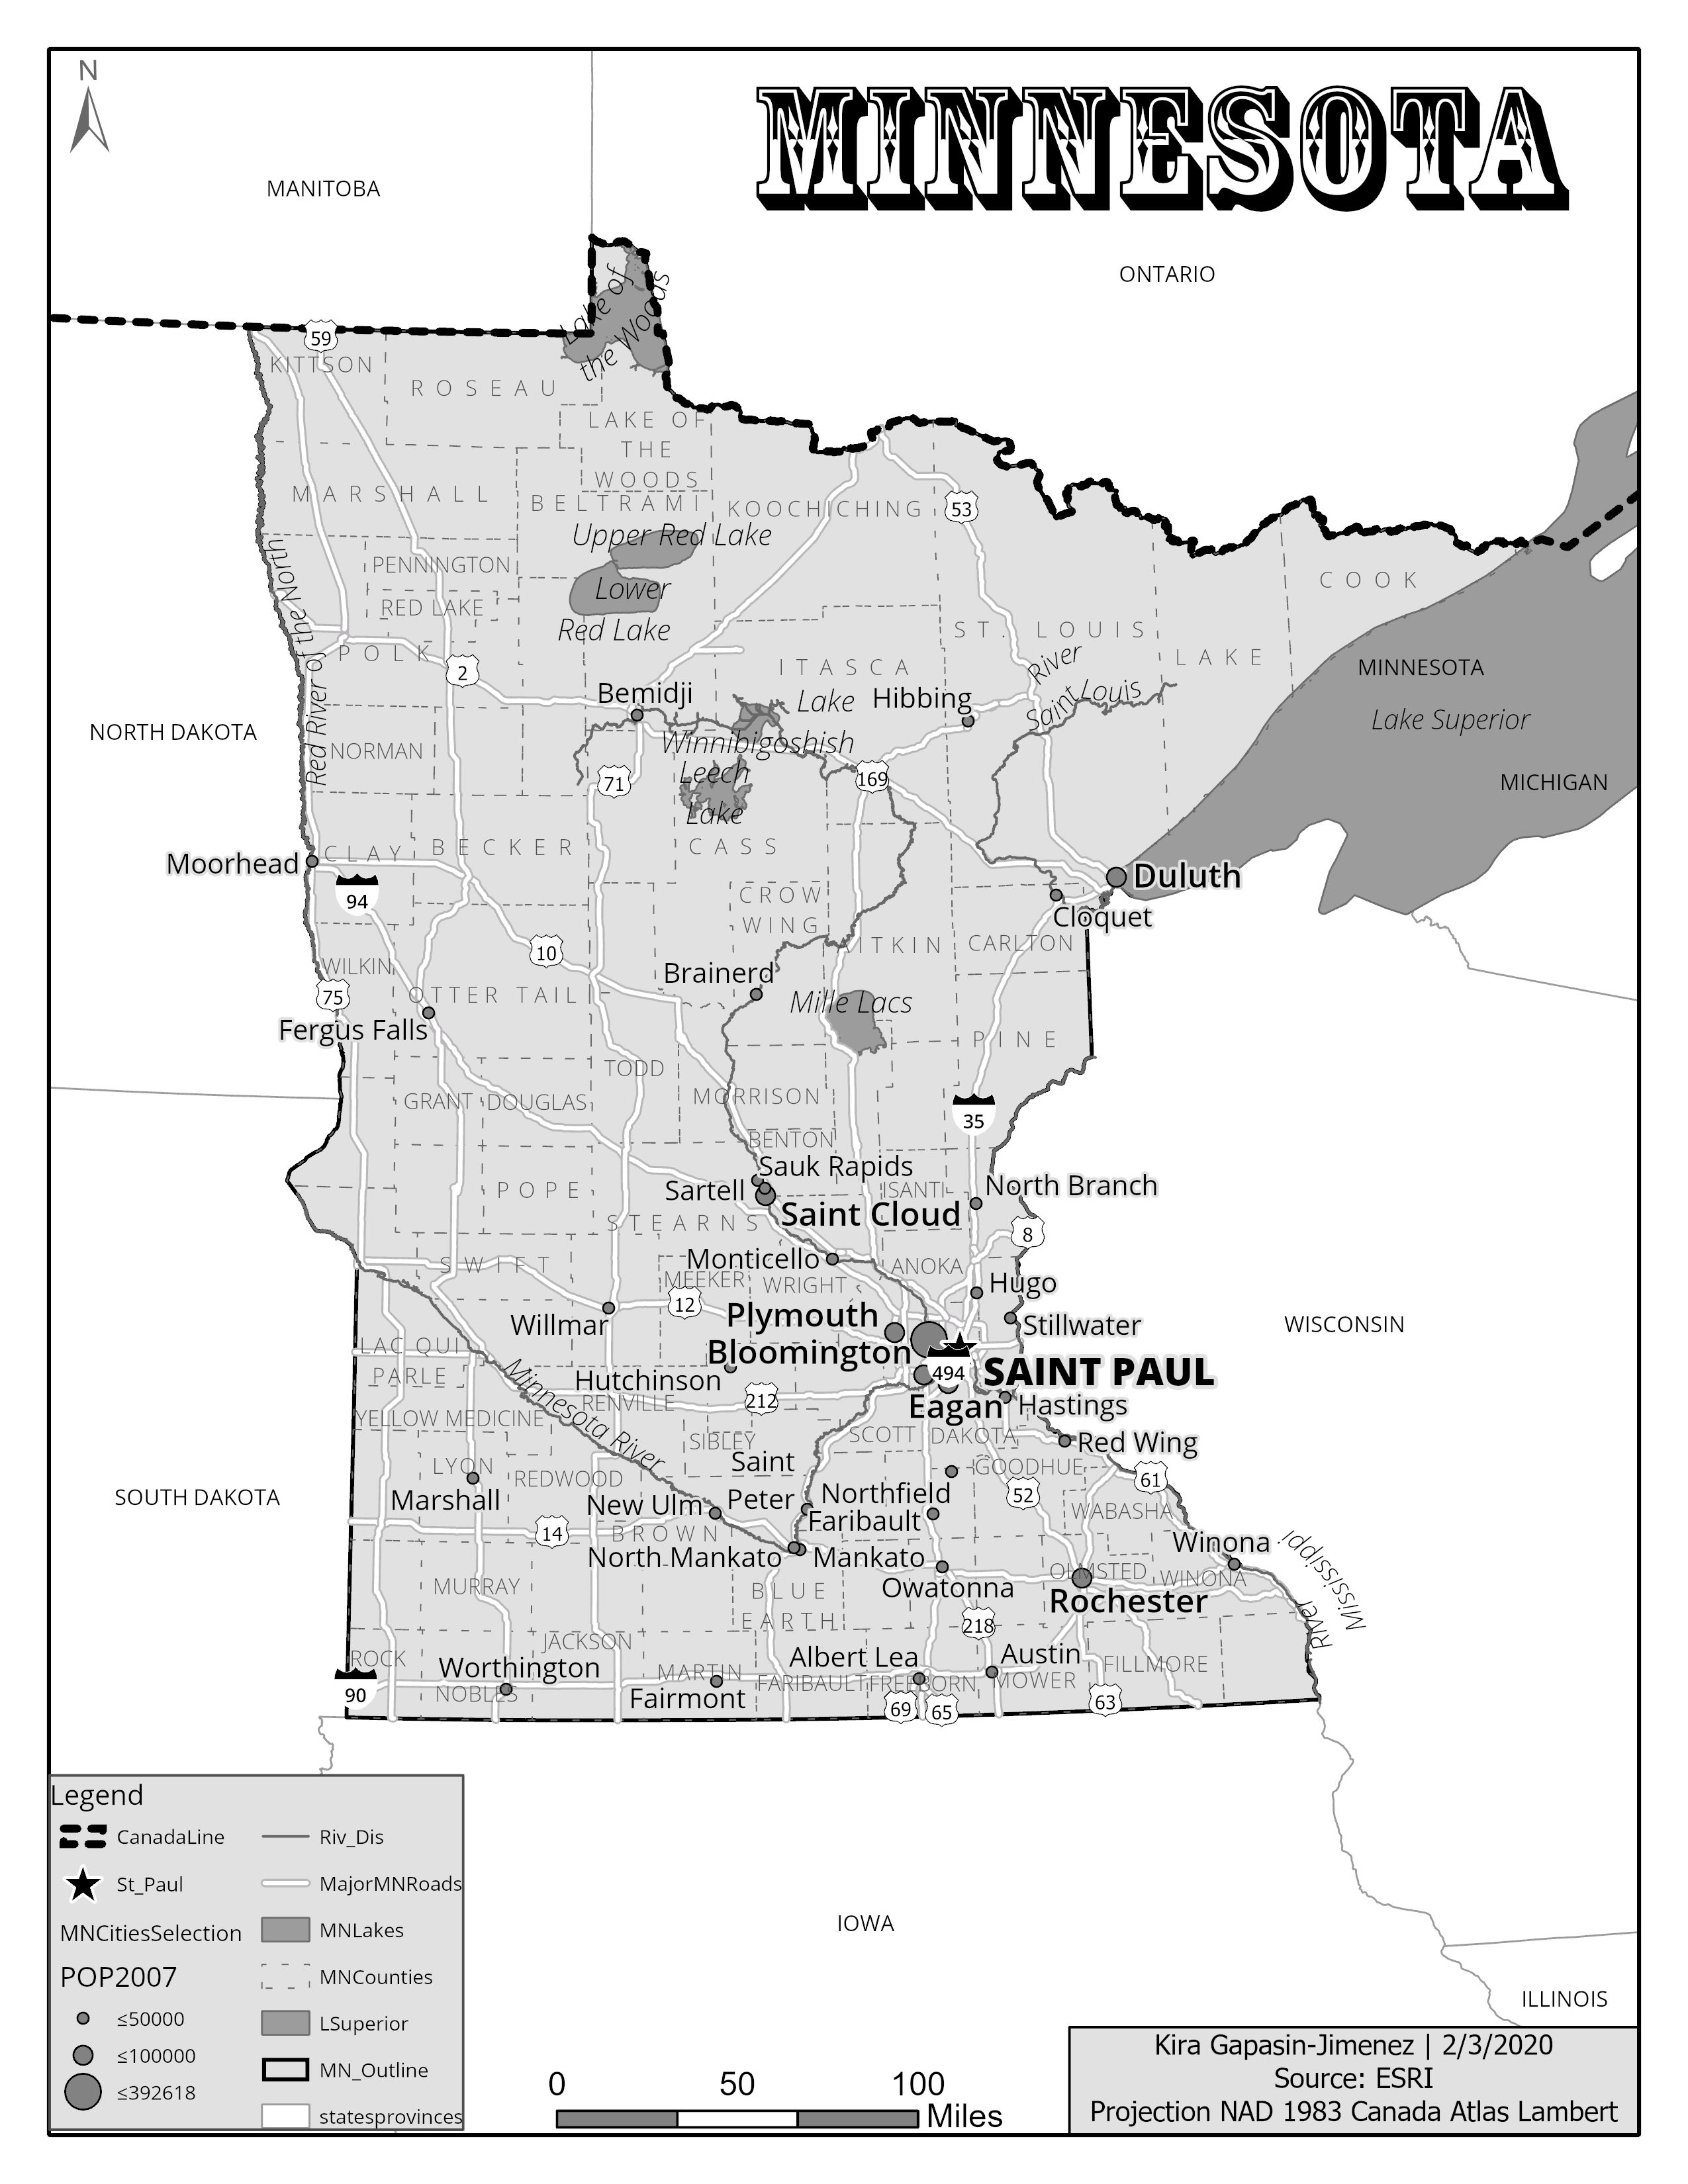 N
MINNESOTA
MANITOBA
ONTARIO
Lake of
the Woods
59
KITTSON
ROSEAU
LAKE OF
THE
WOODS
MARSHALL
BELTRAMI
KOOCHICHING
53
Upper Red Lake
Lower
Red Lake
PENNINGTON
RED LAKE
COOK
Red River of the North
POLK
2
ST. LOUIS
LAKE
ITASCA
River
Saint Louis
MINNESOTA
Lake Superior
MICHIGAN
Bemidji
Lake
Winnibigoshish
Hibbing
NORTH DAKOTA
NORMAN
71
Leech
Lake
169
Moorhead
CLAY
BECKER
CASS
94
Duluth
Cloquet
CROW
WING
AITKIN
CARLTON
10
WILKIN
75
OTTER TAIL
Brainerd
Mille Lacs
Fergus Falls
PINE
TODD
GRANT
DOUGLAS
MORRISON
35
BENTON
Sauk Rapids
Sartell
Saint Cloud
ISANTI
North Branch
POPE
STEARNS
8
SWIFT
Monticello
ANOKA
MEEKER
WRIGHT
Hugo
12
Willmar
Plymouth
Stillwater
WISCONSIN
LAC QUI
PARLE
Bloomington
494
SAINT PAUL
Hutchinson
Minnesota River
212
Eagan
Hastings
RENVILLE
YELLOW MEDICINE
SIBLEY
SCOTT
DAKOTA
Red Wing
LYON
REDWOOD
Saint
Peter
GOODHUE
61
52
SOUTH DAKOTA
Marshall
New Ulm
Northfield
Faribault
WABASHA
14
BROWN
North Mankato
Mankato
Winona
Mississippi
River
MURRAY
BLUE
EARTH
Owatonna
OLMSTED
WINONA
Rochester
218
JACKSON
ROCK
Worthington
Albert Lea
Austin
90
NOBLES
MARTIN
Fairmont
FARIBAULT
FREEBORN
MOWER
FILLMORE
69
65
63
Legend
CanadaLine
St_Paul
MNCitiesSelection
POP2007
≤50000
≤100000
≤392618
Riv_Dis
MajorMNRoads
MNLakes
MNCounties
LSuperior
MN_Outline
statesprovinces
IOWA
ILLINOIS
0 50 100
Miles
Kira Gapasin-Jimenez | 2/3/2020
Source: ESRI
Projection NAD 1983 Canada Atlas Lambert